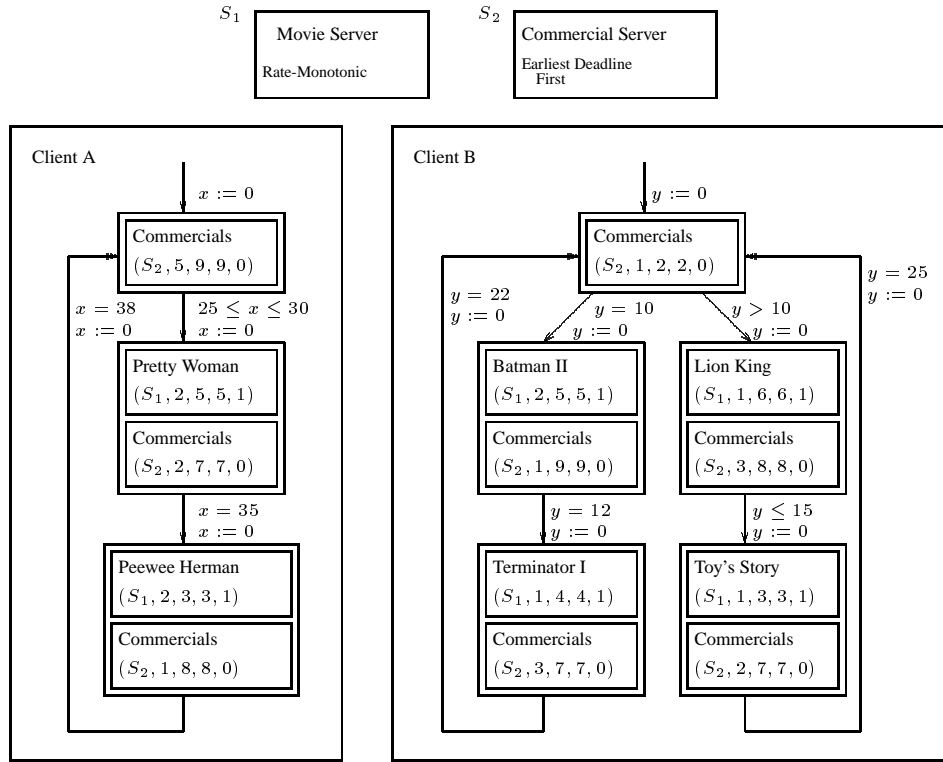 S1
Movie Server
Rate-Monotonic
S2
Commercial Server
Earliest Deadline
First
Client A
x := 0
Commercials
(S2, 5, 9, 9, 0)
x = 38
x := 0
25 ≤ x ≤ 30
x := 0
Pretty Woman
(S1, 2, 5, 5, 1)
Commercials
(S2, 2, 7, 7, 0)
x = 35
x := 0
Peewee Herman
(S1, 2, 3, 3, 1)
Commercials
(S2, 1, 8, 8, 0)
Client B
y := 0
Commercials
(S2, 1, 2, 2, 0)
y = 22
y := 0
y = 10
y := 0
y > 10
y := 0
y = 25
y := 0
Batman II
(S1, 2, 5, 5, 1)
Commercials
(S2, 1, 9, 9, 0)
Lion King
(S1, 1, 6, 6, 1)
Commercials
(S2, 3, 8, 8, 0)
y = 12
y := 0
y ≤ 15
y := 0
Terminator I
(S1, 1, 4, 4, 1)
Commercials
(S2, 3, 7, 7, 0)
Toy's Story
(S1, 1, 3, 3, 1)
Commercials
(S2, 2, 7, 7, 0)